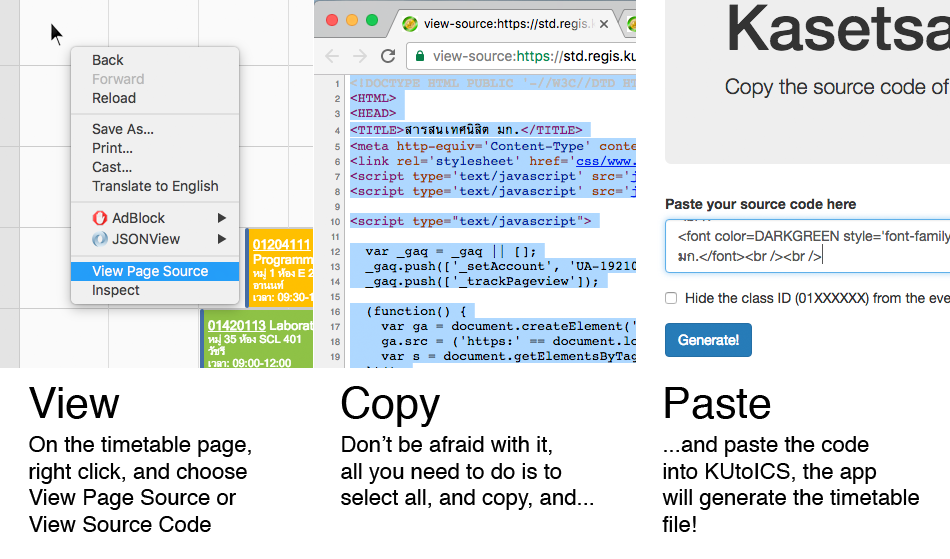 Back
Forward
Reload
Save As...
Print...
Cast...
Translate to English
AdBlock
JSONView
View Page Source
Inspect
01204111
Programm
หมู่ 1 ห้อง E 2
อานนท์
เวลา: 09:30-1
01420113 Laborat
หมู่ 35 ห้อง SCL 401
วัชรี
เวลา: 09:00-12:00
view-source:https://std.regis.k
view-source:https://std.regis.ku
1 <!DOCTYPE HTML PUBLIC '-//W3C//DTD HT
2 <HTML>
3 <HEAD>
4 <TITLE>สารสนเทศนิสิต มก.</TITLE>
5 <meta http-equiv='Content-Type' conte
6 <link rel='stylesheet' href='css/www.
7 <script type='text/javascript' src='j
8 <script type='text/javascript' src='j
9
10 <script type="text/javascript">
11
12 var _gaq = _gaq || [];
13 _gaq.push(['_setAccount', 'UA-19210
14 _gaq.push(['_trackPageview']);
15
16 (function() {
17 var ga = document.createElement('
18 ga.src = ('https:' == document.lo
19 var s = document.getElementsByTag
Kasetsa
Copy the source code of
Paste your source code here
<font color=DARKGREEN style='font-family
มก.</font><br /><br />
Hide the class ID (01XXXXXX) from the eve
Generate!
View
On the timetable page,
right click, and choose
View Page Source or
View Source Code
Copy
Don't be afraid with it,
all you need to do is to
select all, and copy, and...
Paste
...and paste the code
into KUtoICS, the app
will generate the timetable
file!